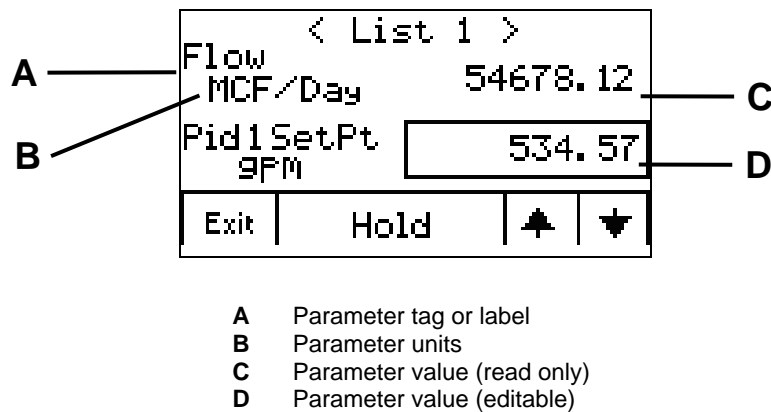 < List 1 >
A Flow
MCF/Day 54678.12 C
B Pid1SetPt 534.57 D
gpm
Exit Hold
A Parameter tag or label
B Parameter units
C Parameter value (read only)
D Parameter value (editable)